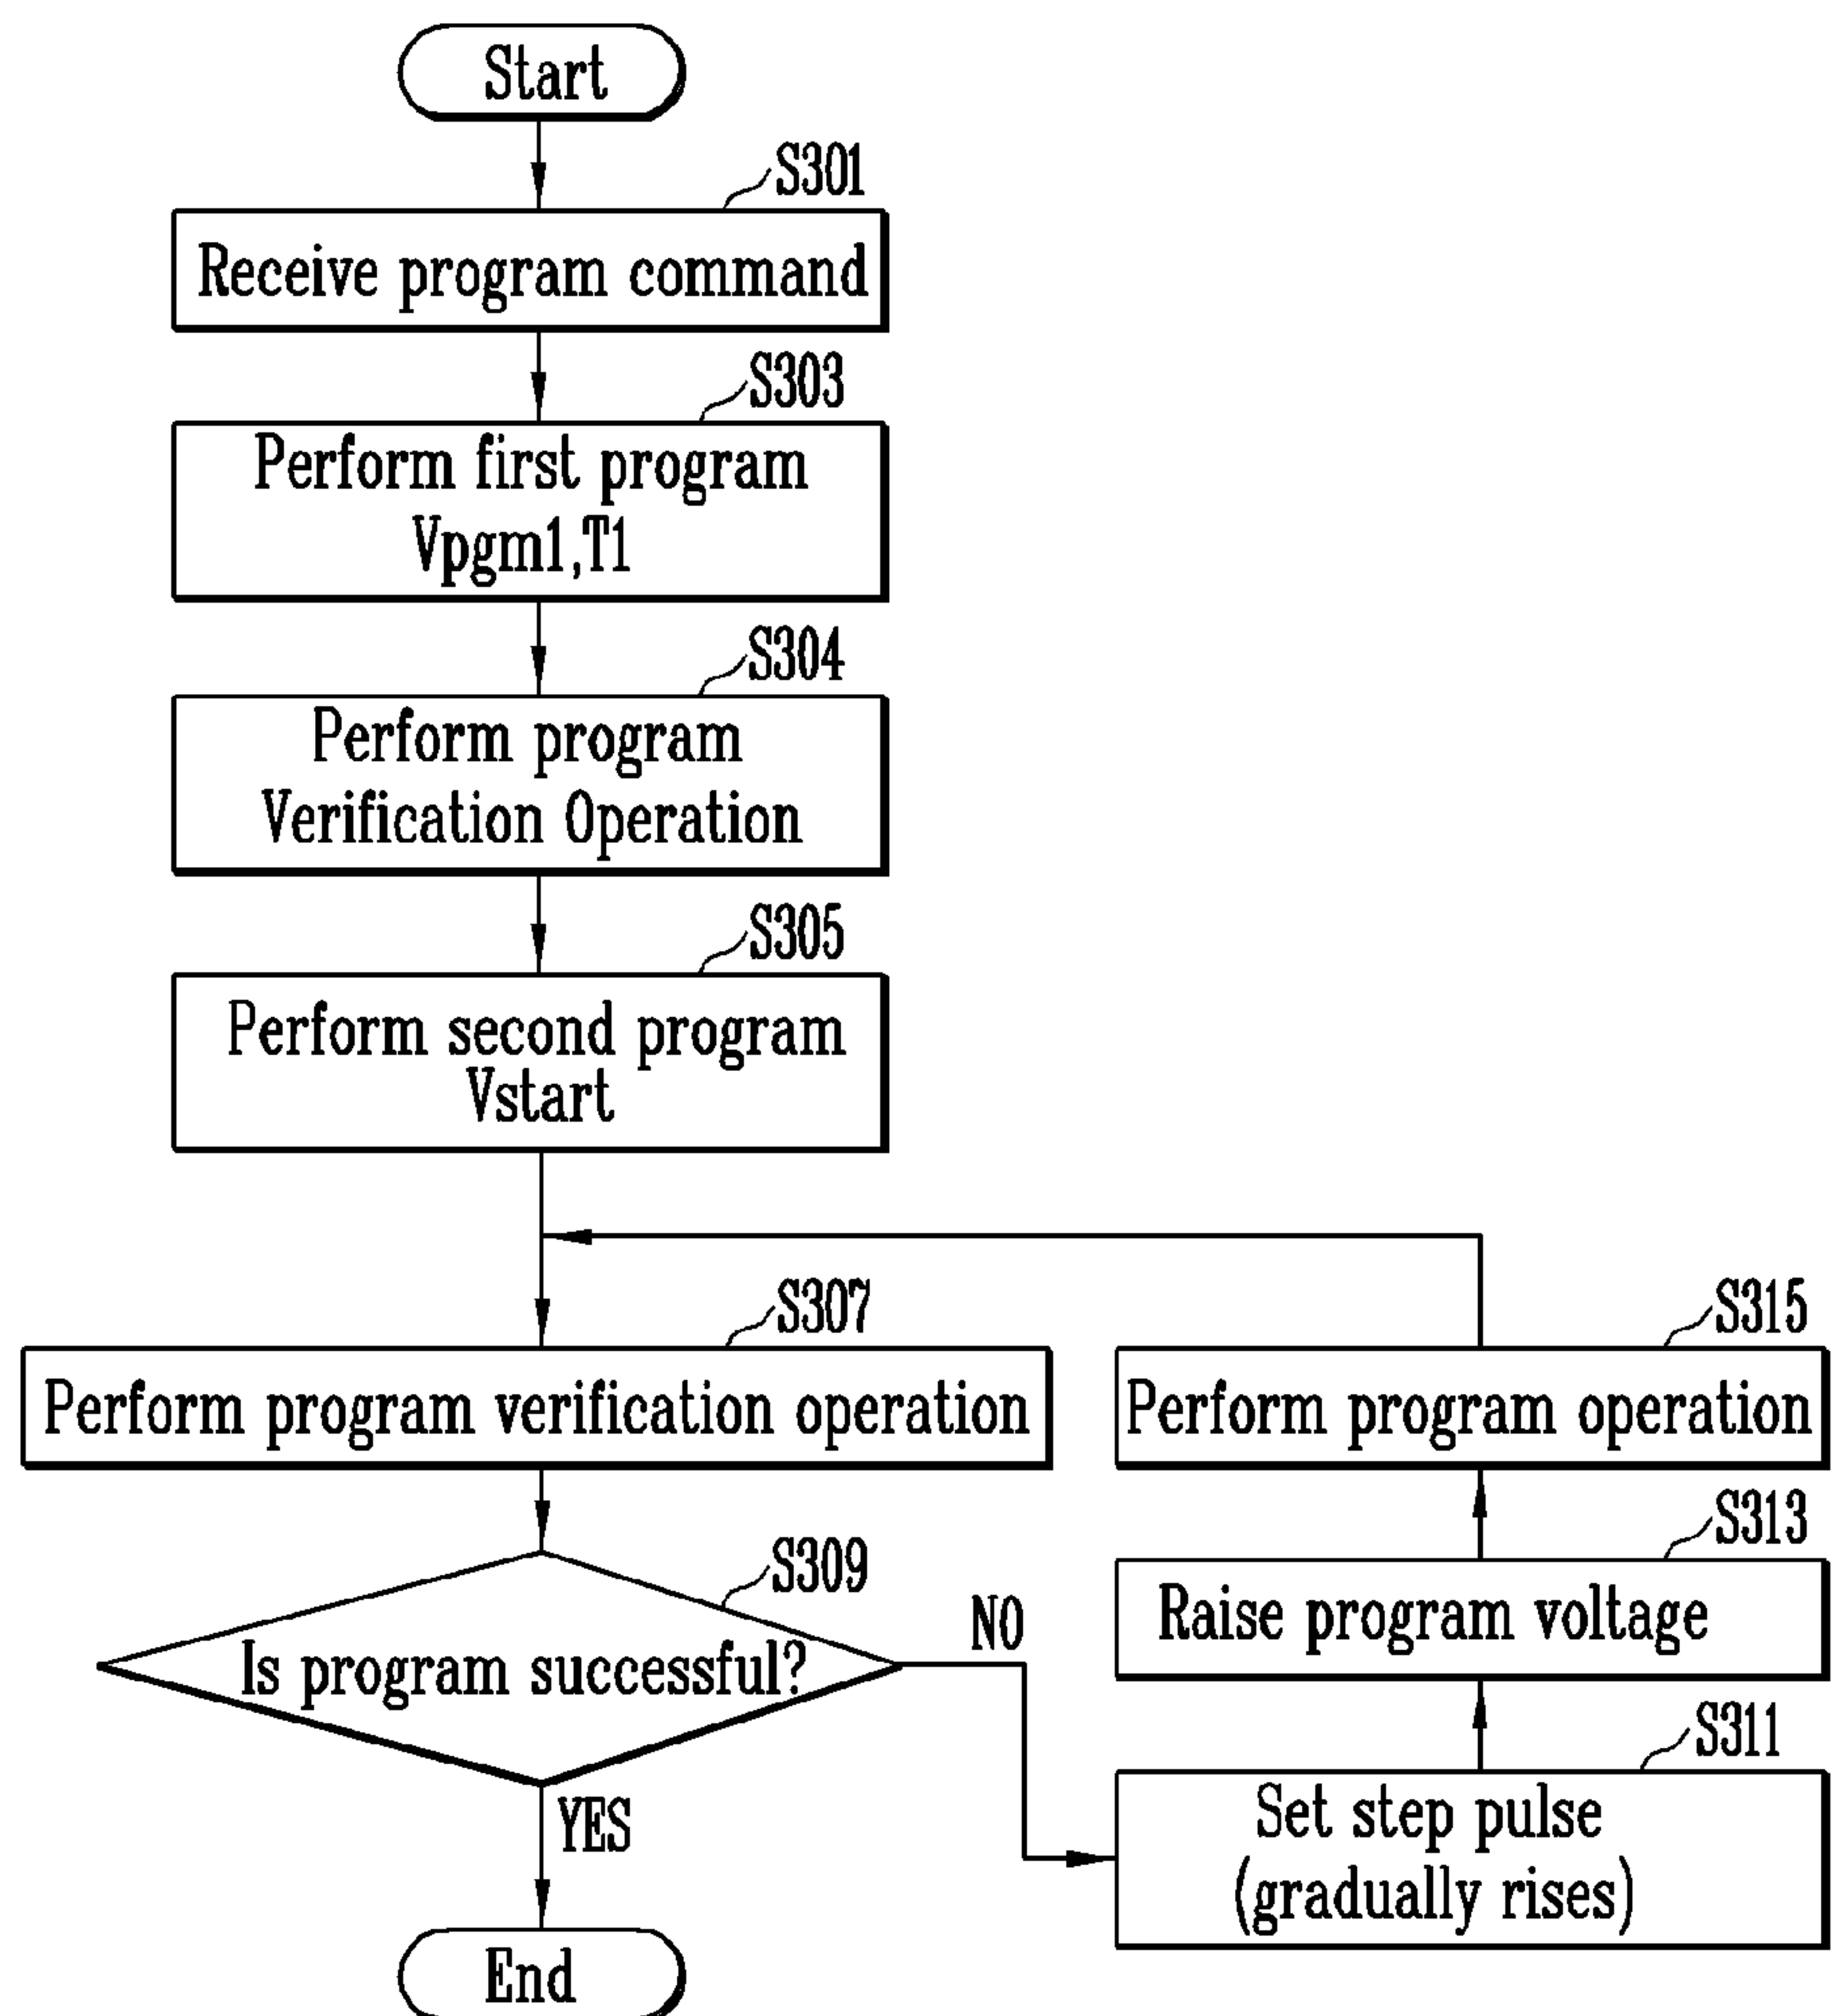 Start
S301
Receive program command
S303
Perform first program
Vpgm1,T1
S304
Perform program
Verification Operation
S305
Perform second program
Vstart
S307
Perform program verification operation
S309
Is program successful?
NO
YES
End
S315
Perform program operation
S313
Raise program voltage
S311
Set step pulse
(gradually rises)